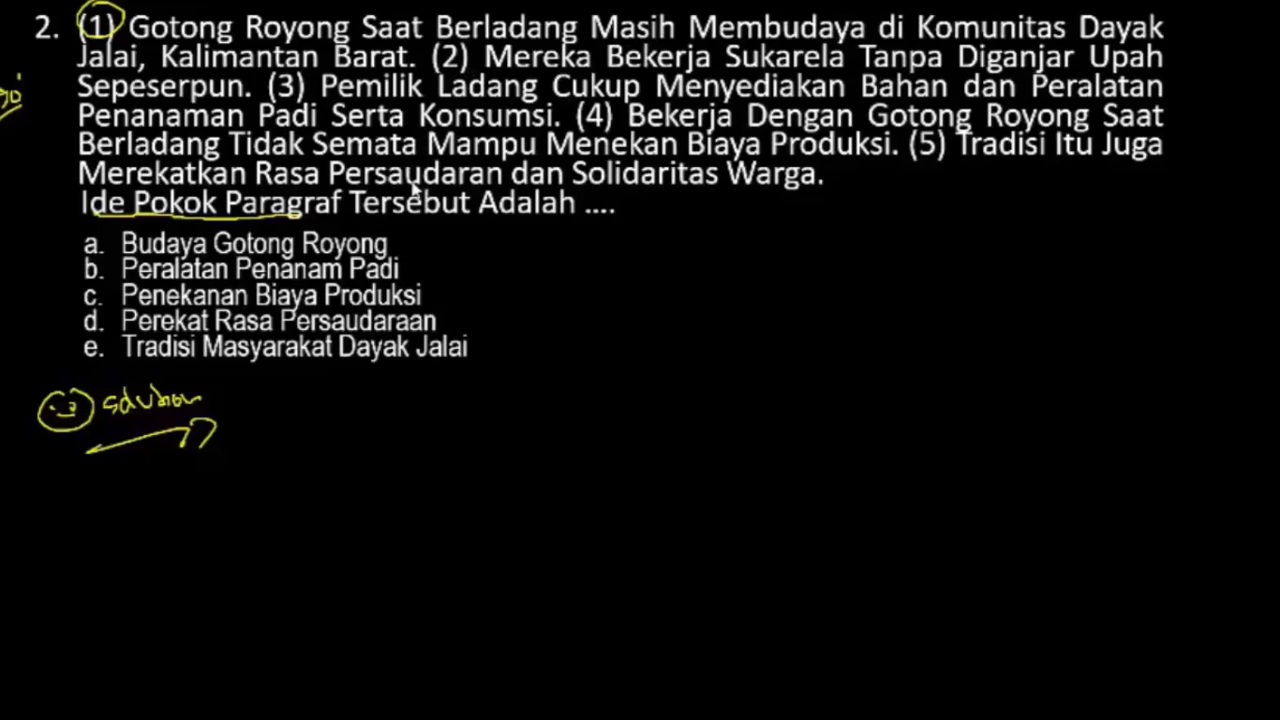 2. (1) Gotong Royong Saat Berladang Masih Membudaya di Komunitas Dayak
Jalai, Kalimantan Barat. (2) Mereka Bekerja Sukarela Tanpa Diganjar Upah
Sepeserpun. (3) Pemilik Ladang Cukup Menyediakan Bahan dan Peralatan
Penanaman Padi Serta Konsumsi. (4) Bekerja Dengan Gotong Royong Saat
Berladang Tidak Semata Mampu Menekan Biaya Produksi. (5) Tradisi Itu Juga
Merekatkan Rasa Persaudaran dan Solidaritas Warga.
Ide Pokok Paragraf Tersebut Adalah ....
a. Budaya Gotong Royong
b. Peralatan Penanam Padi
c. Penekanan Biaya Produksi
d. Perekat Rasa Persaudaraan
e. Tradisi Masyarakat Dayak Jalai